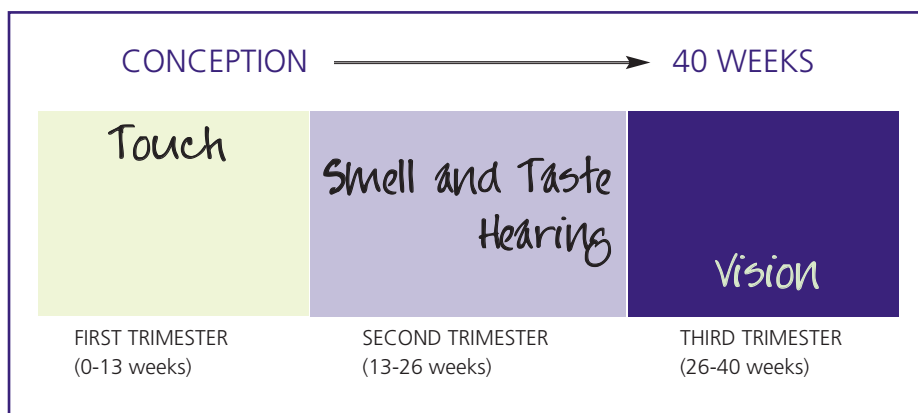 CONCEPTION 40 WEEKS
Touch
Smell and Taste
Hearing
Vision
FIRST TRIMESTER
(0-13 weeks)
SECOND TRIMESTER
(13-26 weeks)
THIRD TRIMESTER
(26-40 weeks)